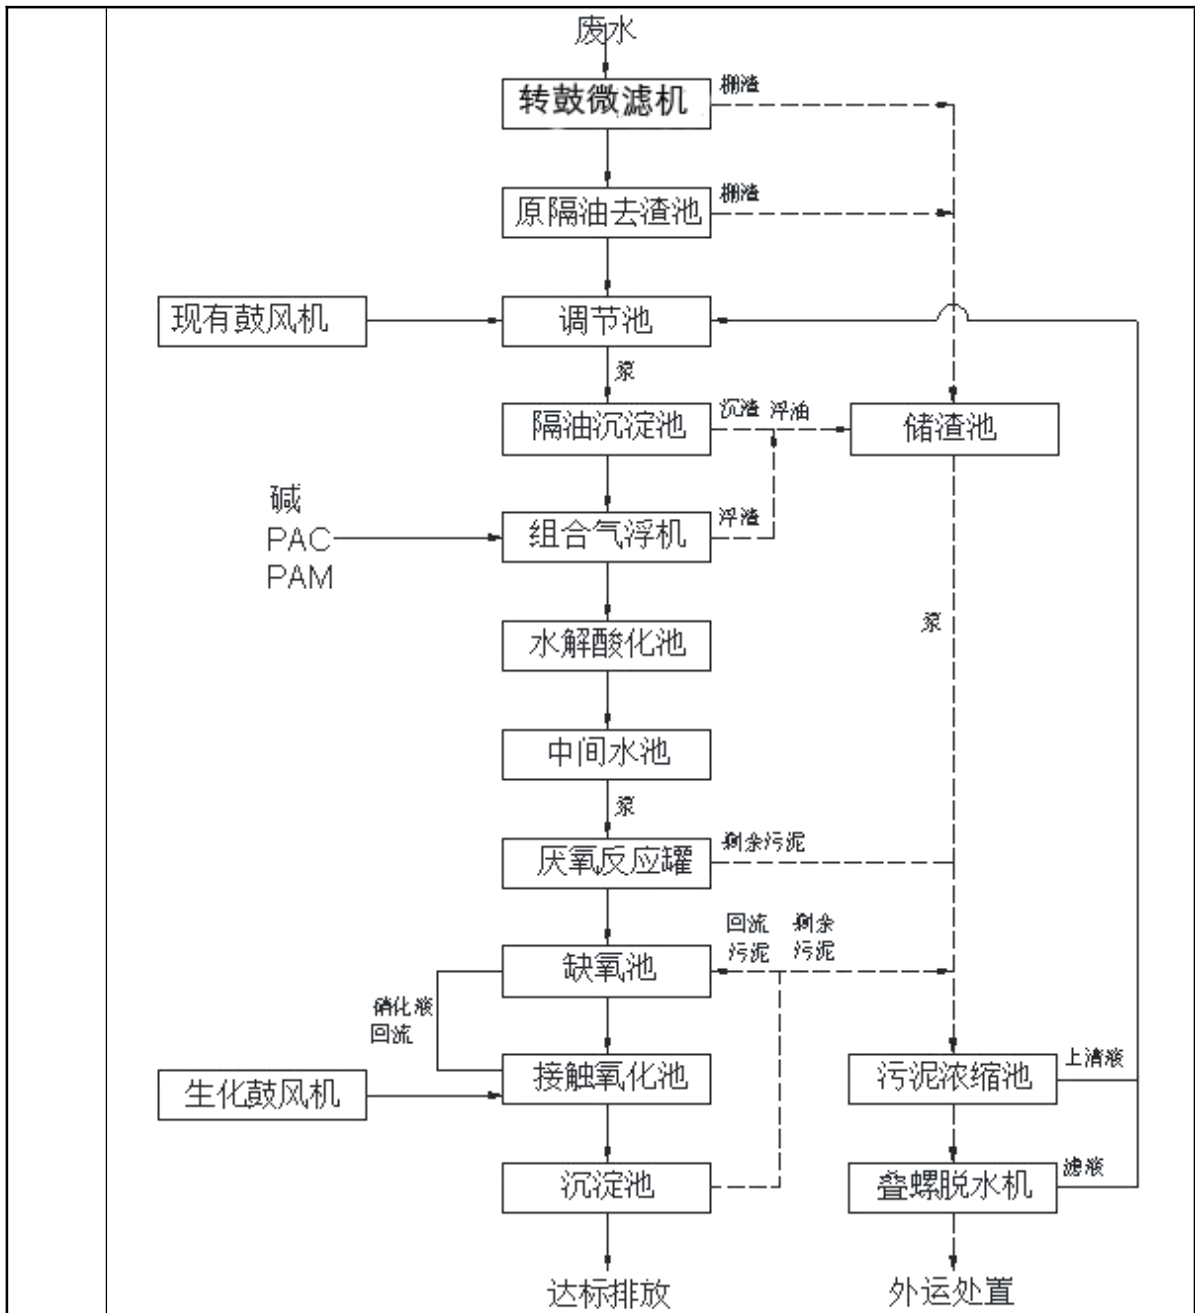 废水
转鼓微滤机
栅渣
原隔油去渣池
栅渣
现有鼓风机
调节池
泵
隔油沉淀池
沉渣 浮油
储渣池
碱
PAC
PAM
组合气浮机
浮渣
泵
水解酸化池
中间水池
泵
厌氧反应罐
剩余污泥
回流
污泥
剩余
污泥
缺氧池
硝化液
回流
生化鼓风机
接触氧化池
污泥浓缩池
上清液
沉淀池
叠螺脱水机
滤液
达标排放
外运处置